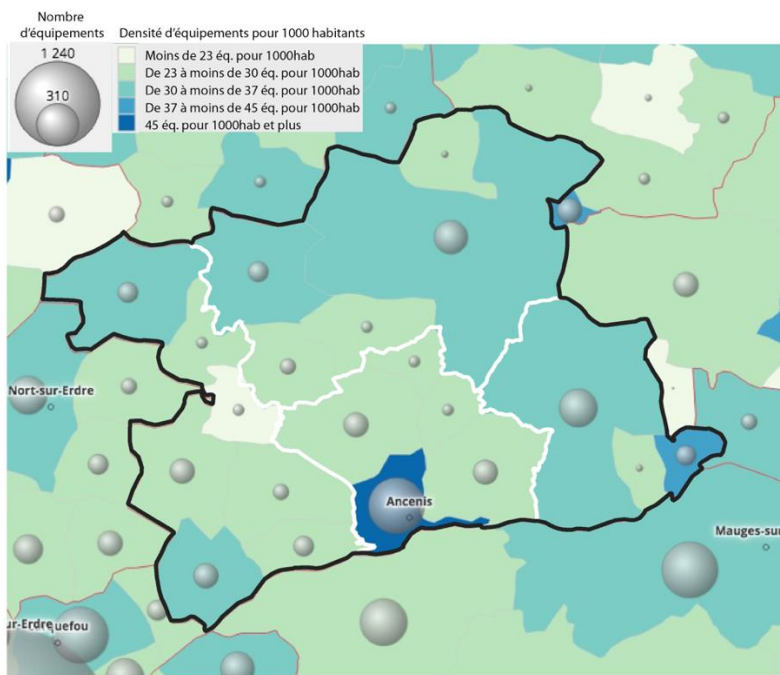 Nombre
d'équipements
Densité d'équipements pour 1000 habitants
1 240
310
Moins de 23 éq. pour 1000hab
De 23 à moins de 30 éq. pour 1000hab
De 30 à moins de 37 éq. pour 1000hab
De 37 à moins de 45 éq. pour 1000hab
45 éq. pour 1000hab et plus
Nort-sur-Erdre
Ancenis
Mauges-su
ur-Erdre
quefou